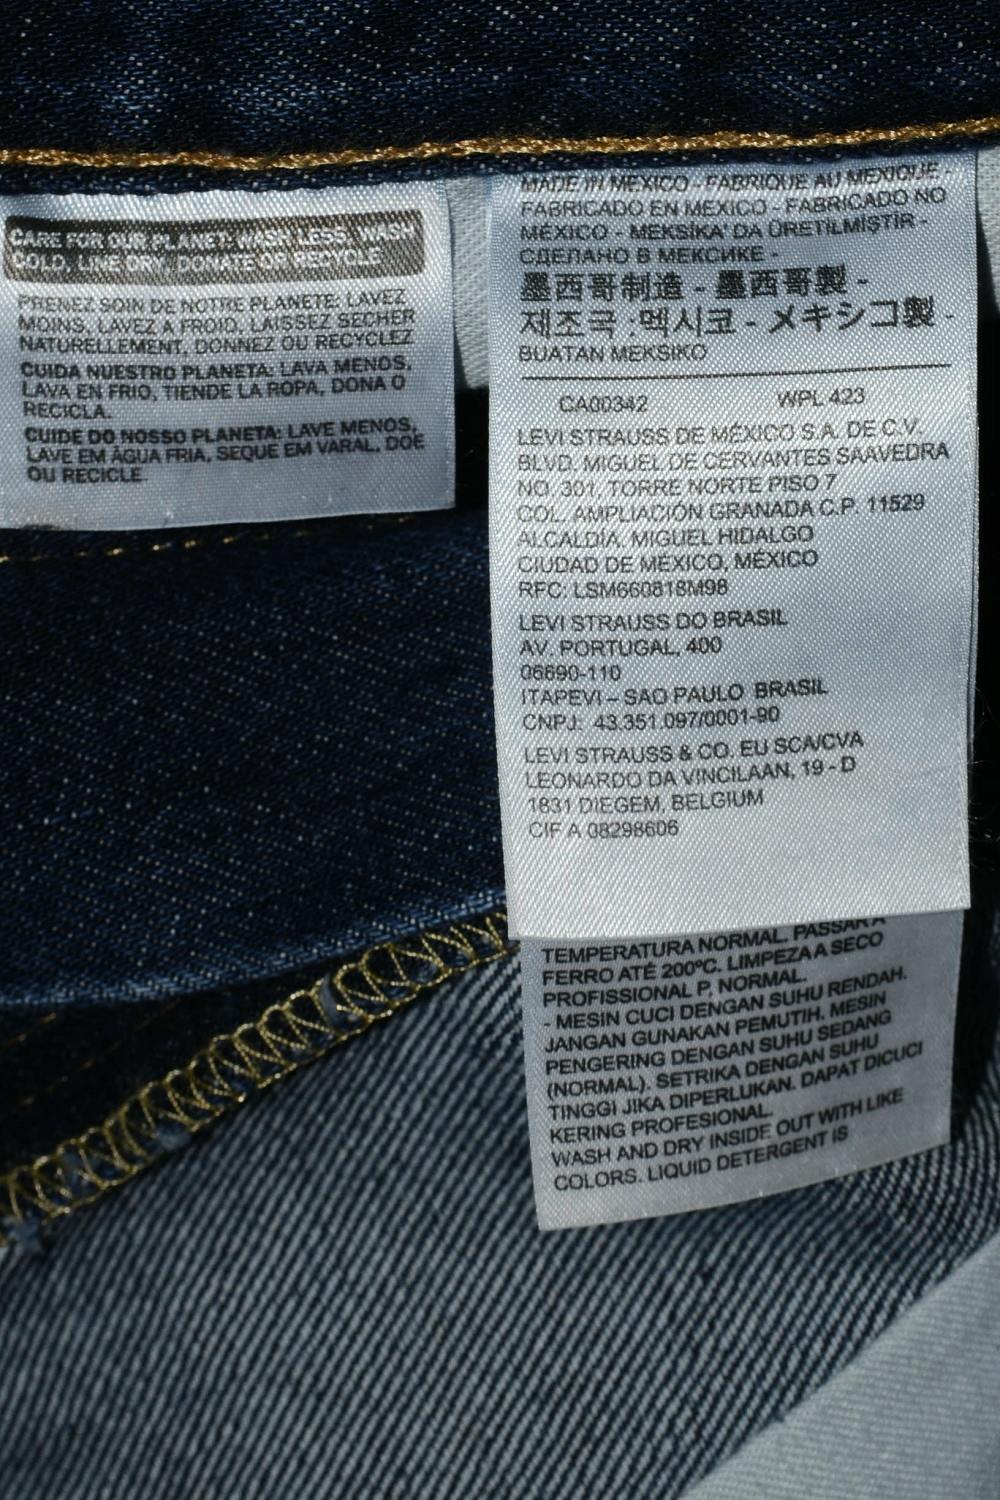 CARE FOR OUR PLANET: WASH LESS, WASH
COLD, LINE DRY, DONATE OR RECYCLE
PRENEZ SOIN DE NOTRE PLANETE: LAVEZ
MOINS, LAVEZ A FROID, LAISSEZ SECHER
NATURELLEMENT, DONNEZ OU RECYCLEZ
CUIDA NUESTRO PLANETA: LAVA MENOS,
LAVA EN FRIO, TIENDE LA ROPA, DONA O
RECICLA.
CUIDE DO NOSSO PLANETA: LAVE MENOS,
LAVE EM ÁGUA FRIA, SEQUE EM VARAL, DOE
OU RECICLE.
MADE IN MEXICO - FABRIQUE AU MEXIQUE -
FABRICADO EN MEXICO - FABRICADO NO
MÉXICO - MEKSİKA' DA ÜRETİLMİŞTİR -
СДЕЛАНО В МЕКСИКЕ -
墨西哥制造 - 墨西哥製 -
제조국 :멕시코 - メキシコ製 -
BUATAN MEKSIKO
CA00342 WPL 423
LEVI STRAUSS DE MÉXICO S.A. DE C.V.
BLVD. MIGUEL DE CERVANTES SAAVEDRA
NO. 301, TORRE NORTE PISO 7
COL. AMPLIACIÓN GRANADA C.P. 11529
ALCALDÍA. MIGUEL HIDALGO
CIUDAD DE MÉXICO, MÉXICO
RFC: LSM660818M98
LEVI STRAUSS DO BRASIL
AV. PORTUGAL, 400
06690-110
ITAPEVI – SAO PAULO BRASIL
CNPJ: 43.351.097/0001-90
LEVI STRAUSS & CO. EU SCA/CVA
LEONARDO DA VINCILAAN, 19 - D
1831 DIEGEM, BELGIUM
CIF A 08298606
TEMPERATURA NORMAL. PASSAR A
FERRO ATÉ 200ºC. LIMPEZA A SECO
PROFISSIONAL P, NORMAL.
- MESIN CUCI DENGAN SUHU RENDAH.
JANGAN GUNAKAN PEMUTIH. MESIN
PENGERING DENGAN SUHU SEDANG
(NORMAL). SETRIKA DENGAN SUHU
TINGGI JIKA DIPERLUKAN. DAPAT DICUCI
KERING PROFESIONAL.
WASH AND DRY INSIDE OUT WITH LIKE
COLORS. LIQUID DETERGENT IS